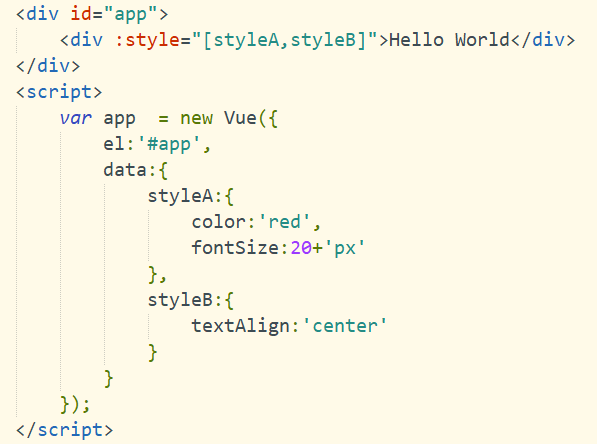 <div id="app">
    <div :style="[styleA,styleB]">Hello World</div>
</div>
<script>
    var app  = new Vue({
        el:'#app',
        data:{
            styleA:{
                color:'red',
                fontSize:20+'px'
            },
            styleB:{
                textAlign:'center'
            }
        }
    });
</script>